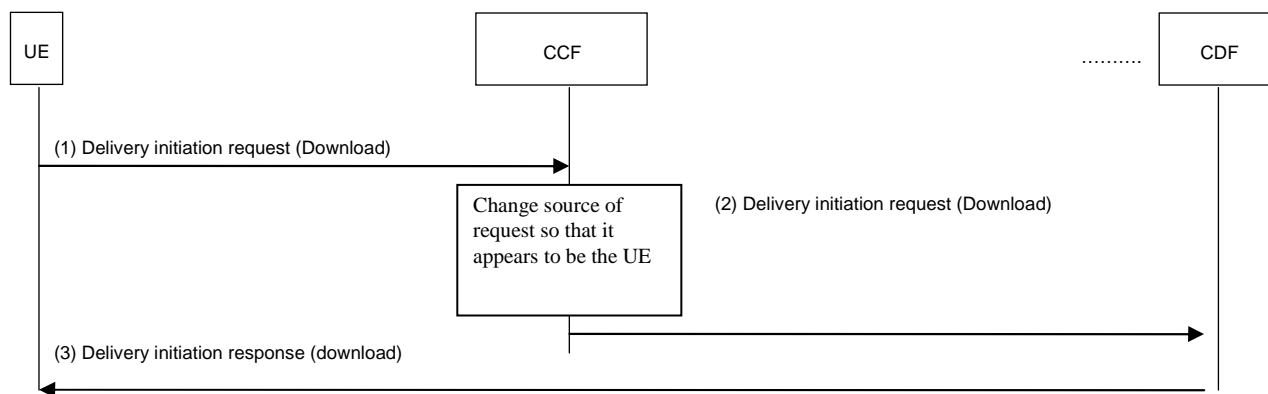 UE
CCF
..........
CDF
(1) Delivery initiation request (Download)
Change source of
request so that it
appears to be the UE
(2) Delivery initiation request (Download)
(3) Delivery initiation response (download)